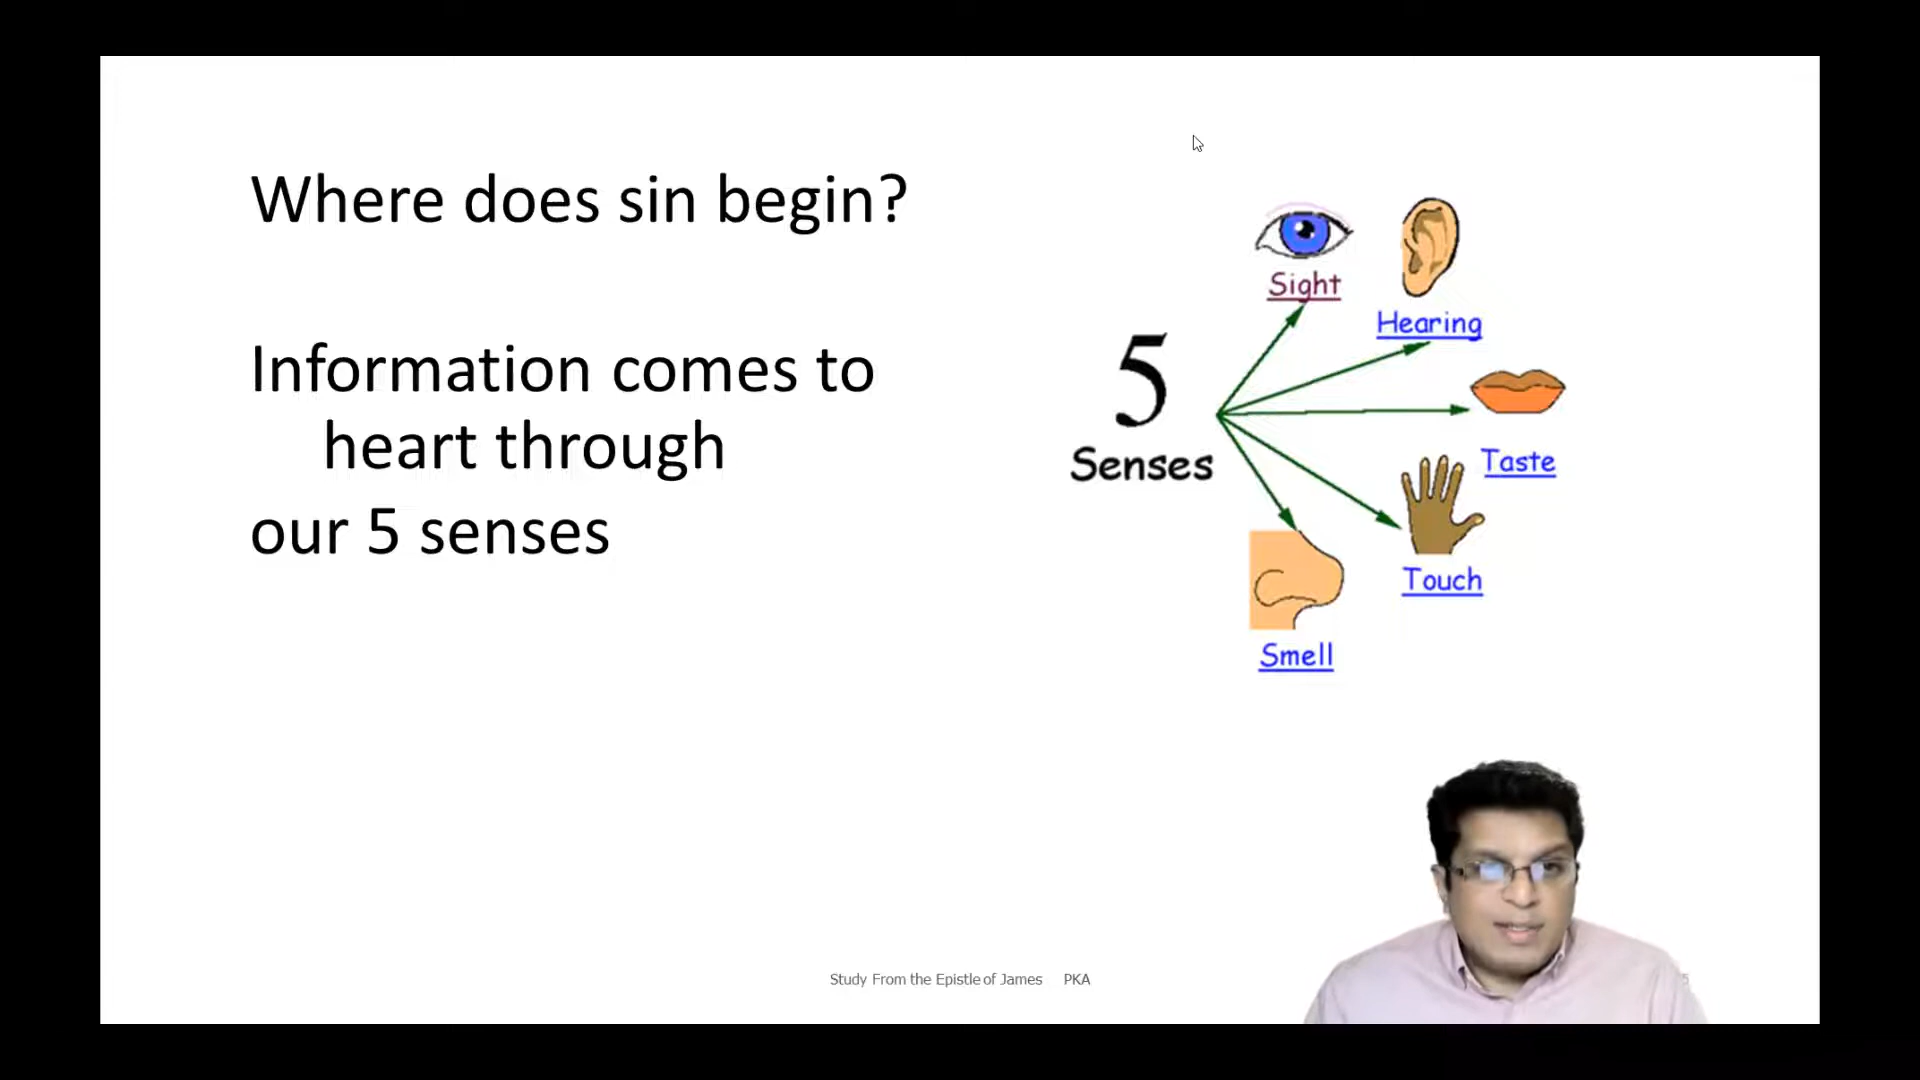 Where does sin begin?
Information comes to
heart through
our 5 senses
5
Senses
Sight
Hearing
Taste
Touch
Smell
Study From the Epistle of James PKA